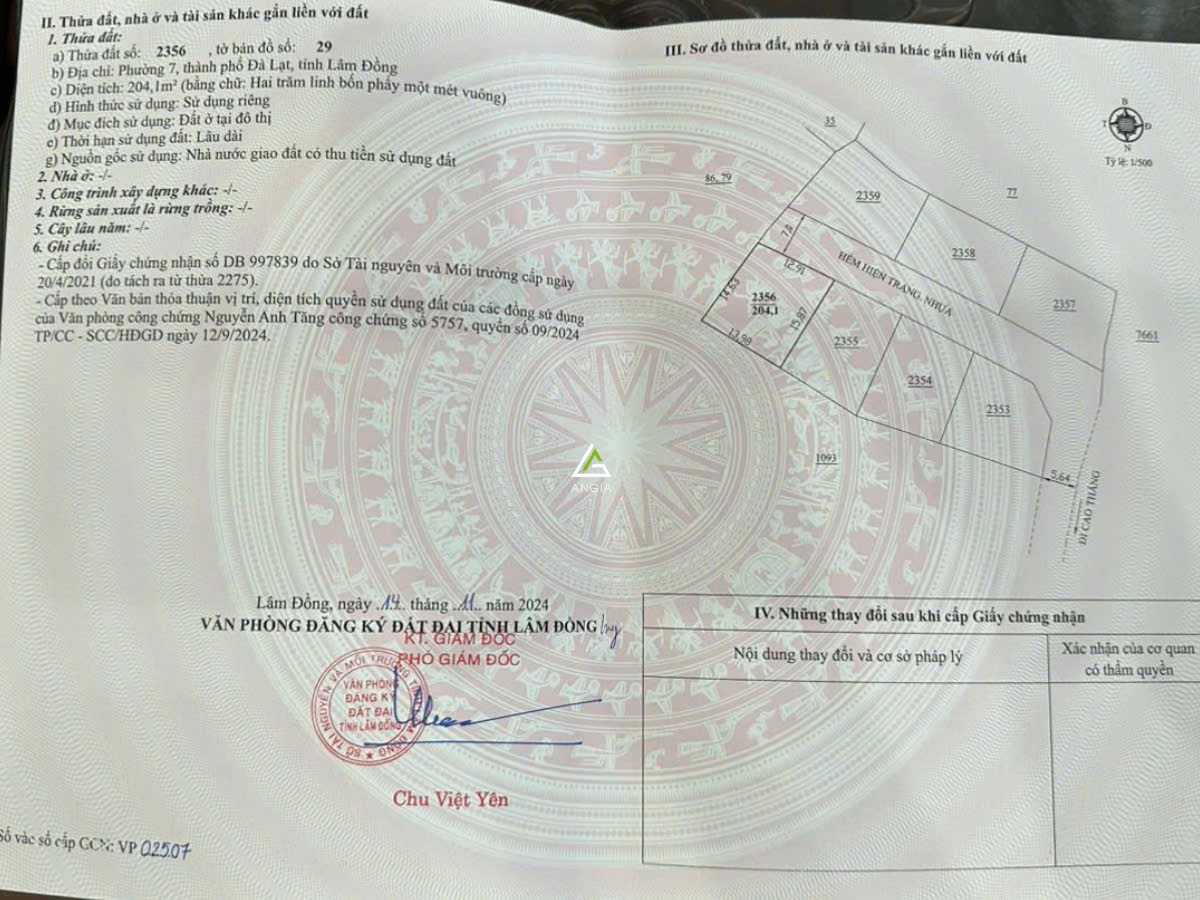 II. Thửa đất, nhà ở và tài sản khác gắn liền với đất
1. Thửa đất:
a) Thửa đất số: 2356 , tờ bản đồ số: 29
b) Địa chỉ: Phường 7, thành phố Đà Lạt, tỉnh Lâm Đồng
c) Diện tích: 204,1m² (bằng chữ: Hai trăm linh bốn phẩy một mét vuông)
d) Hình thức sử dụng: Sử dụng riêng
đ) Mục đích sử dụng: Đất ở tại đô thị
e) Thời hạn sử dụng đất: Lâu dài
g) Nguồn gốc sử dụng: Nhà nước giao đất có thu tiền sử dụng đất
2. Nhà ở: -/-
3. Công trình xây dựng khác: -/-
4. Rừng sản xuất là rừng trồng: -/-
5. Cây lâu năm: -/-
6. Ghi chú:
- Cấp đổi Giấy chứng nhận số DB 997839 do Sở Tài nguyên và Môi trường cấp ngày
20/4/2021 (do tách ra từ thửa 2275).
- Cấp theo Văn bản thỏa thuận vị trí, diện tích quyền sử dụng đất của các đồng sử dụng
của Văn phòng công chứng Nguyễn Anh Tăng công chứng số 5757, quyển số 09/2024
TP/CC - SCC/HĐGD ngày 12/9/2024.
Lâm Đồng, ngày 14 tháng 11 năm 2024
VĂN PHÒNG ĐĂNG KÝ ĐẤT ĐAI TỈNH LÂM ĐỒNG
KT. GIÁM ĐỐC
PHÓ GIÁM ĐỐC
SỞ TÀI NGUYÊN VÀ MÔI TRƯỜNG TỈNH LÂM ĐỒNG
VĂN PHÒNG
ĐĂNG KÝ
ĐẤT ĐAI
TỈNH LÂM ĐỒNG
Chu Việt Yên
Số vào sổ cấp GCN: VP 02507
III. Sơ đồ thửa đất, nhà ở và tài sản khác gắn liền với đất
B
T
Đ
N
Tỷ lệ: 1/500
35
86, 79
2359
77
2358
2357
7661
7.8
HẺM HIỆN TRẠNG. NHỰA
12.91
14.63
2356
204,1
15.87
12.99
2355
2354
2353
1093
5.64
ĐI CAO THẮNG
ANGIA
IV. Những thay đổi sau khi cấp Giấy chứng nhận
Nội dung thay đổi và cơ sở pháp lý
Xác nhận của cơ quan
có thẩm quyền